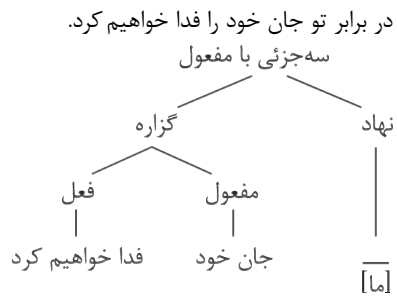 در برابر تو جان خود را فدا خواهیم کرد.
سه‌جزئی با مفعول
نهاد گزاره
مفعول فعل
[ما] جان خود فدا خواهیم کرد